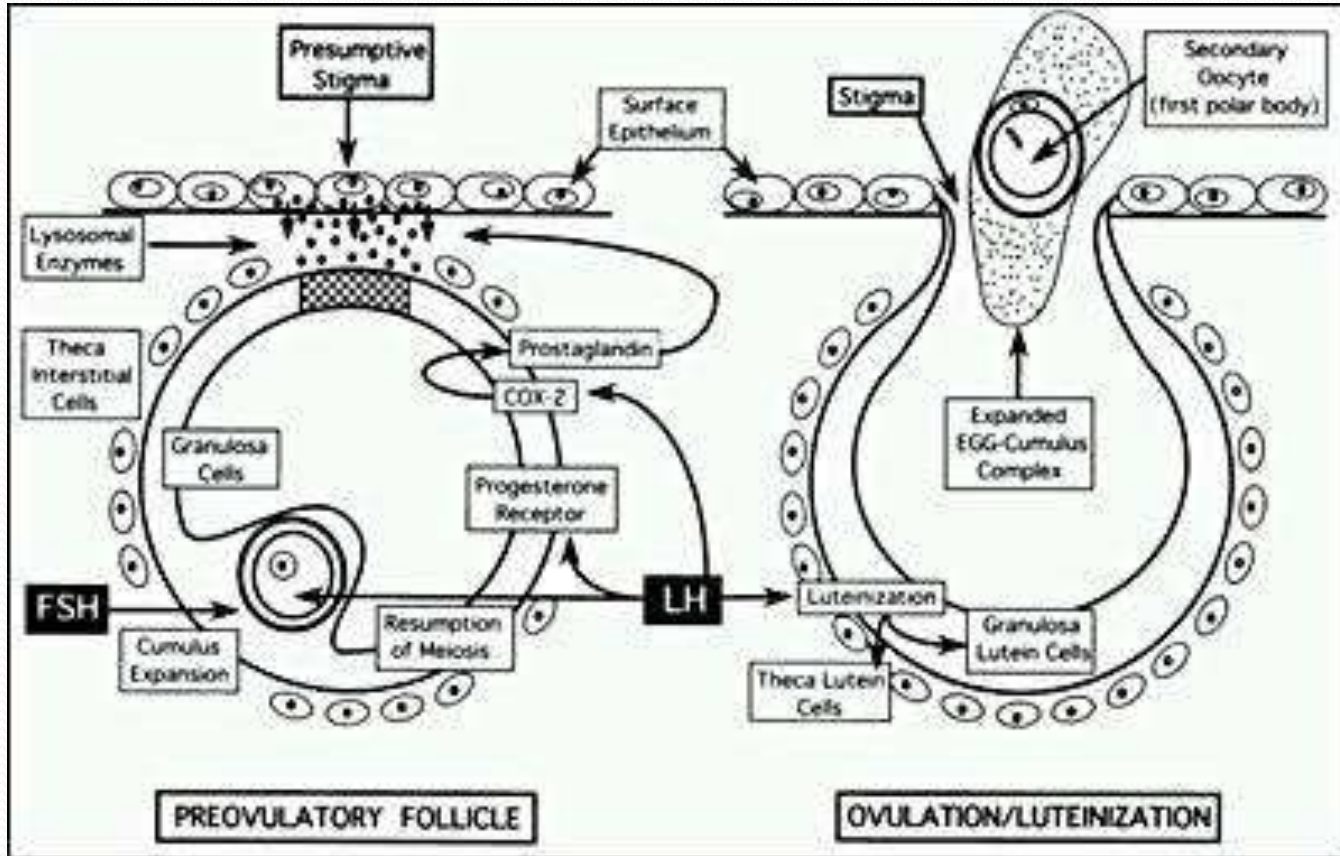 Presumptive
Stigma
Surface
Epithelium
Lysosomal
Enzymes
Theca
Interstitial
Cells
Prostaglandin
COX-2
Granulosa
Cells
Progesterone
Receptor
FSH
LH
Cumulus
Expansion
Resumption
of Meiosis
PREOVULATORY FOLLICLE
Stigma
Secondary
Oocyte
(first polar body)
Expanded
EGG-Cumulus
Complex
Luteinization
Granulosa
Lutein Cells
Theca Lutein
Cells
OVULATION/LUTEINIZATION